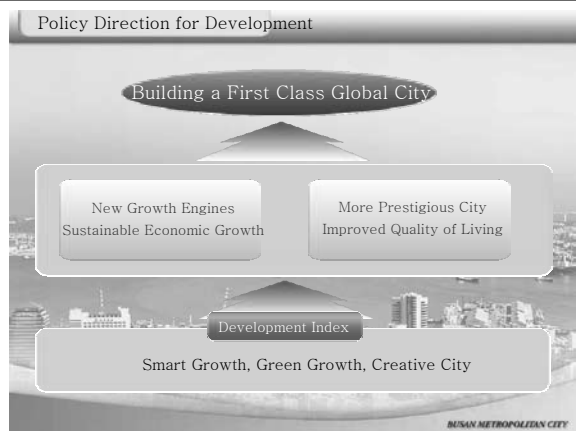 Policy Direction for Development
Building a First Class Global City
New Growth Engines
Sustainable Economic Growth
More Prestigious City
Improved Quality of Living
Development Index
Smart Growth, Green Growth, Creative City
BUSAN METROPOLITAN CITY